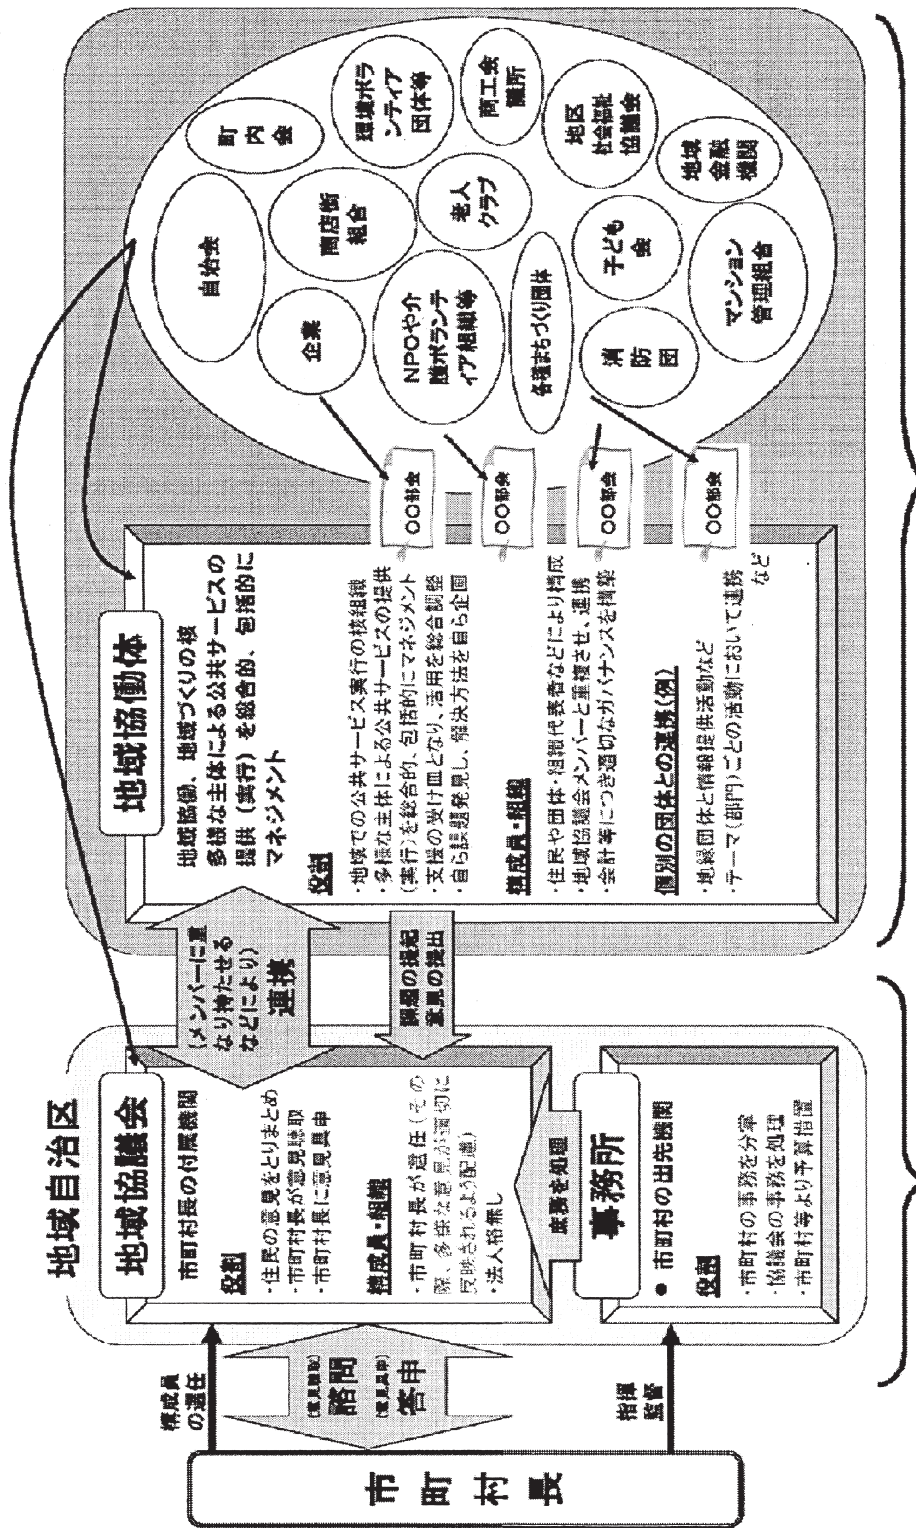 市町村長
構成員
の選任
(意見聴取)
諮問
(意見具申)
答申
指揮
監督
地域自治区
地域協議会
市町村長の付属機関
役割
・住民の意見をとりまとめ
・市町村長が意見聴取
・市町村長に意見具申
構成員・組織
・市町村長が選任(その
際、多様な意見が適切に
反映されるよう配慮)
・法人格無し
庶務を処理
事務所
● 市町村の出先機関
役割
・市町村の事務を分掌
・協議会の事務を処理
・市町村等より予算措置
(メンバーに重
なり持たせる
などにより)
連携
課題の提起
意見の提出
地域協働体
地域協働、地域づくりの核
多様な主体による公共サービスの
提供（実行）を総合的、包括的に
マネジメント
役割
・地域での公共サービス実行の核組織
・多様な主体による公共サービスの提供
(実行)を総合的、包括的にマネジメント
・支援の受け皿となり、活用を総合調整
・自ら課題発見し、解決方法を自ら企画
構成員・組織
・住民や団体・組織代表者などにより構成
・地域協議会メンバーと重複させ、連携
・会計等につき適切なガバナンスを構築
個別の団体との連携(例)
・地縁団体と情報提供活動など
・テーマ(部門)ごとの活動において連携
など
〇〇部会
〇〇部会
〇〇部会
〇〇部会
自治会
町内会
企業
商店街
組合
環境ボラ
ンティア
団体等
NPOや介
護ボランテ
ィア組織等
老人
クラブ
商工会
議所
各種まちづくり団体
地区
社会福祉
協議会
子ども
会
消防
団
地域
金融
機関
マンション
管理組合